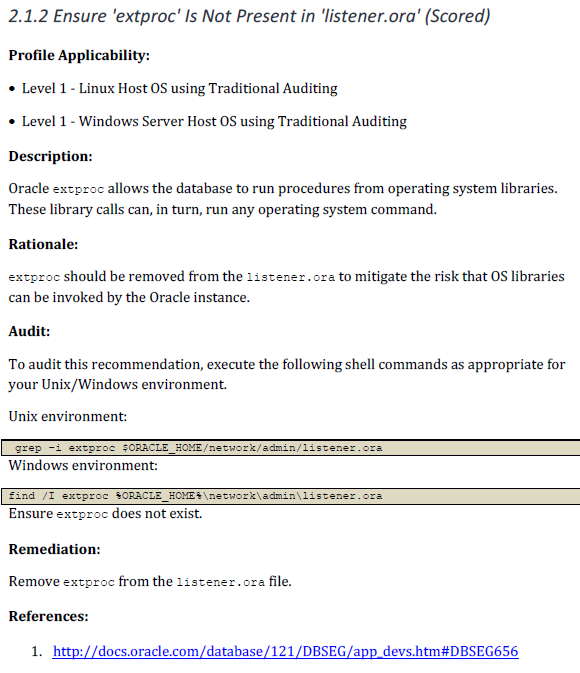 2.1.2 Ensure 'extproc' Is Not Present in 'listener.ora' (Scored)
Profile Applicability:
• Level 1 - Linux Host OS using Traditional Auditing
• Level 1 - Windows Server Host OS using Traditional Auditing
Description:
Oracle extproc allows the database to run procedures from operating system libraries.
These library calls can, in turn, run any operating system command.
Rationale:
extproc should be removed from the listener.ora to mitigate the risk that OS libraries
can be invoked by the Oracle instance.
Audit:
To audit this recommendation, execute the following shell commands as appropriate for
your Unix/Windows environment.
Unix environment:
grep -i extproc $ORACLE_HOME/network/admin/listener.ora
Windows environment:
find /I extproc %ORACLE_HOME%\network\admin\listener.ora
Ensure extproc does not exist.
Remediation:
Remove extproc from the listener.ora file.
References:
1. http://docs.oracle.com/database/121/DBSEG/app_devs.htm#DBSEG656